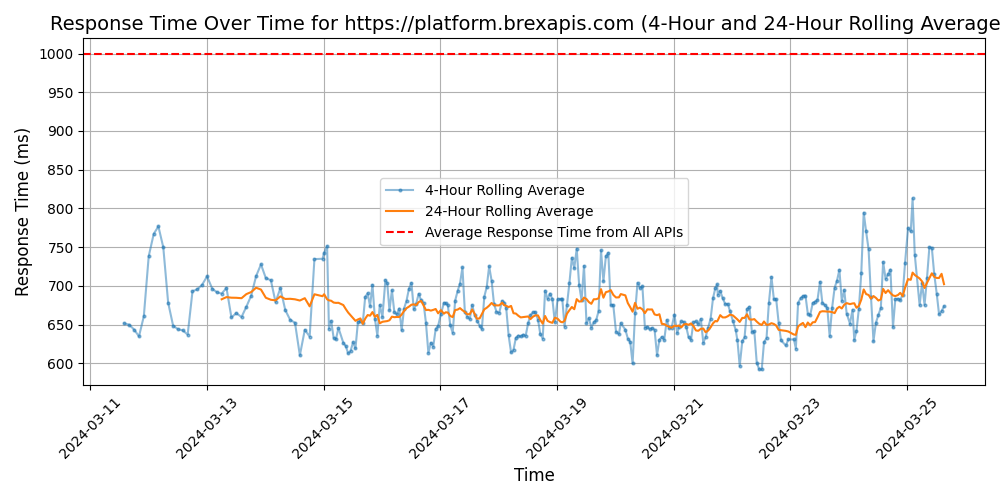 Response Time Over Time for https://platform.brexapis.com (4-Hour and 24-Hour Rolling Average
1000
950
900
850
800
750
700
650
600
Response Time (ms)
4-Hour Rolling Average
24-Hour Rolling Average
Average Response Time from All APIs
2024-03-11
2024-03-13
2024-03-15
2024-03-17
2024-03-19
2024-03-21
2024-03-23
2024-03-25
Time